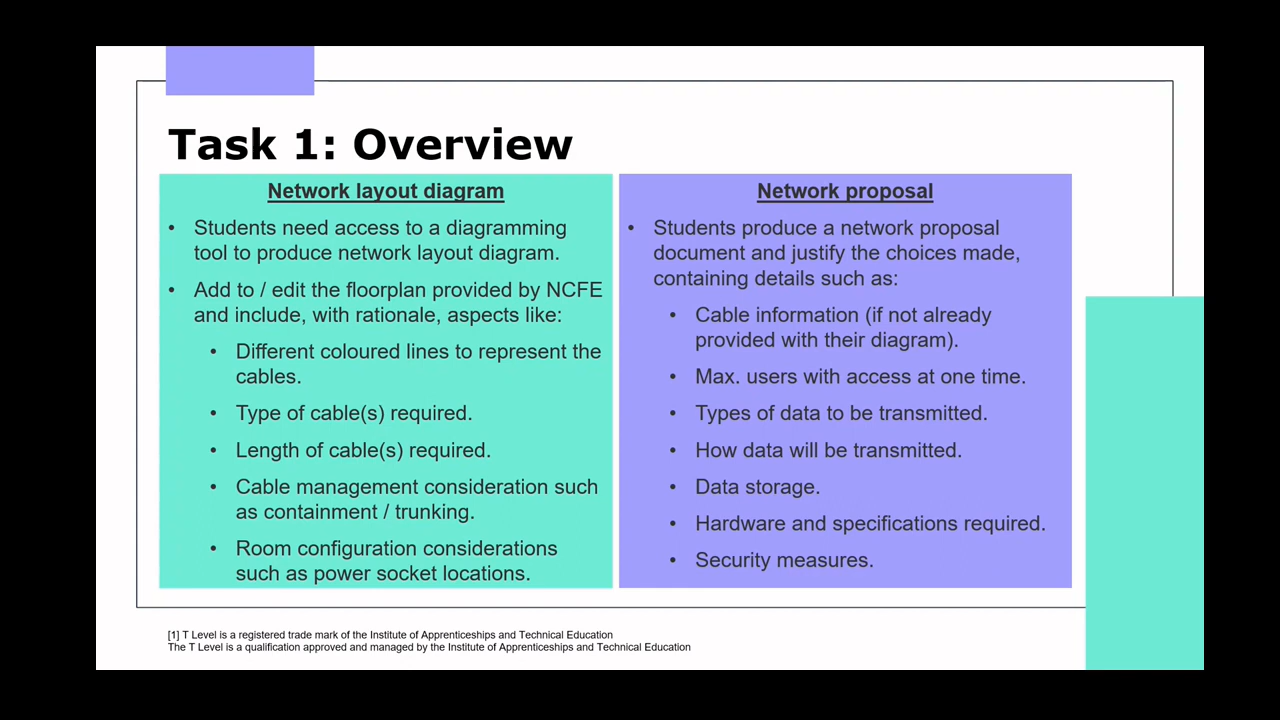 Task 1: Overview
Network layout diagram
• Students need access to a diagramming
tool to produce network layout diagram.
• Add to / edit the floorplan provided by NCFE
and include, with rationale, aspects like:
• Different coloured lines to represent the
cables.
• Type of cable(s) required.
• Length of cable(s) required.
• Cable management consideration such
as containment / trunking.
• Room configuration considerations
such as power socket locations.
Network proposal
• Students produce a network proposal
document and justify the choices made,
containing details such as:
• Cable information (if not already
provided with their diagram).
• Max. users with access at one time.
• Types of data to be transmitted.
• How data will be transmitted.
• Data storage.
• Hardware and specifications required.
• Security measures.
[1] T Level is a registered trade mark of the Institute of Apprenticeships and Technical Education
The T Level is a qualification approved and managed by the Institute of Apprenticeships and Technical Education